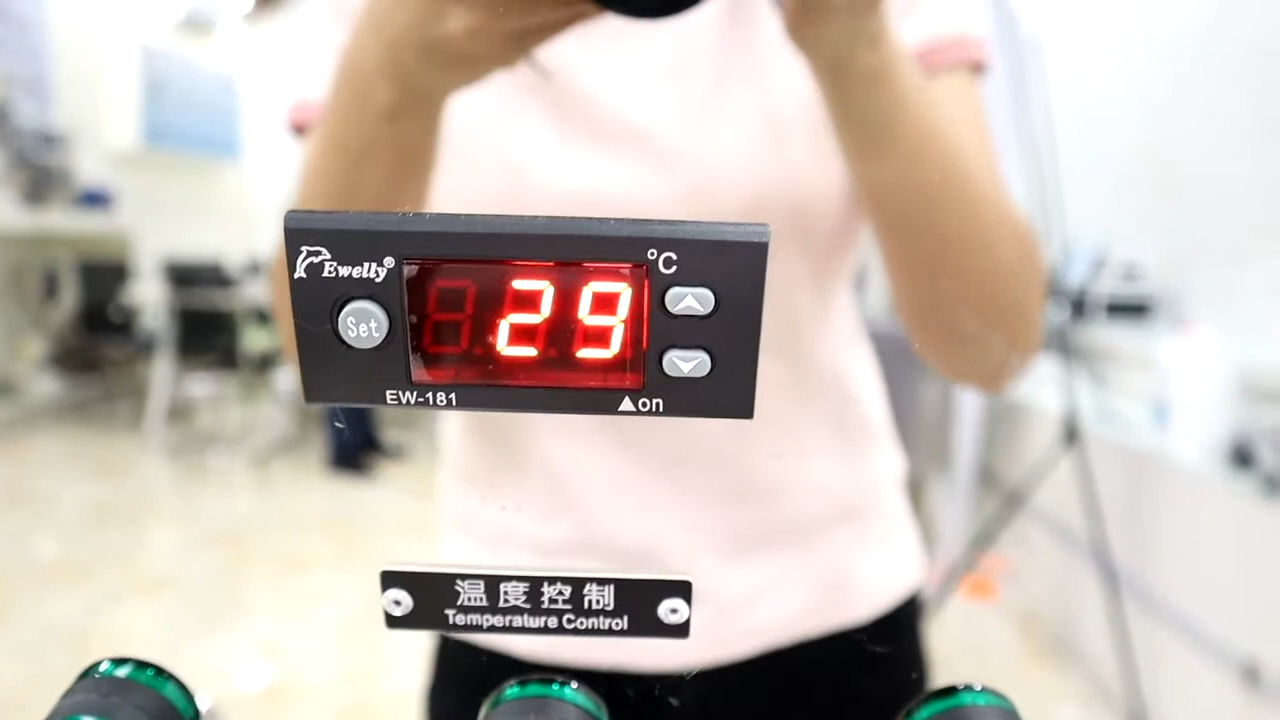 Ewelly®
°C
Set
29
EW-181
▲on
温度控制
Temperature Control